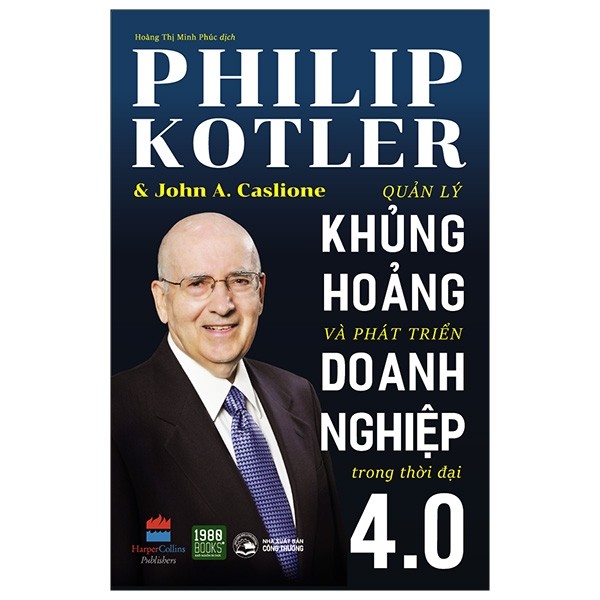 Hoàng Thị Minh Phúc dịch
PHILIP
KOTLER
& John A. Caslione
QUẢN LÝ
KHỦNG
HOẢNG
VÀ PHÁT TRIỂN
DOANH
NGHIỆP
trong thời đại
4.0
HarperCollins
Publishers
1980
BOOKS
NHÀ XUẤT BẢN
CÔNG THƯƠNG